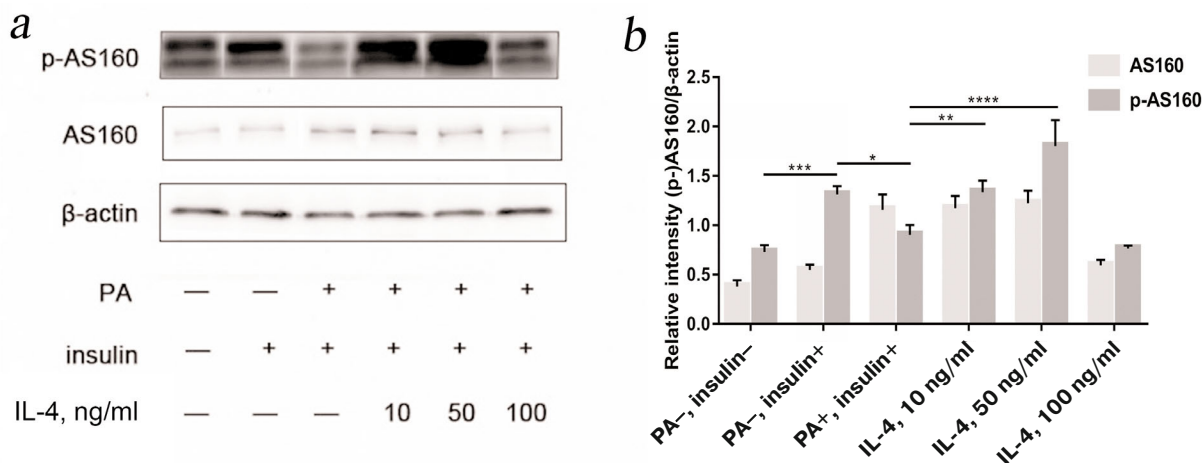 a
p-AS160
AS160
β-actin
PA — — + + + +
insulin — + + + + +
IL-4, ng/ml — — — 10 50 100
b
Relative intensity (p-)AS160/β-actin
2.5
2.0
1.5
1.0
0.5
0.0
AS160
p-AS160
****
**
***
*
PA−, insulin−
PA−, insulin+
PA+, insulin+
IL-4, 10 ng/ml
IL-4, 50 ng/ml
IL-4, 100 ng/ml